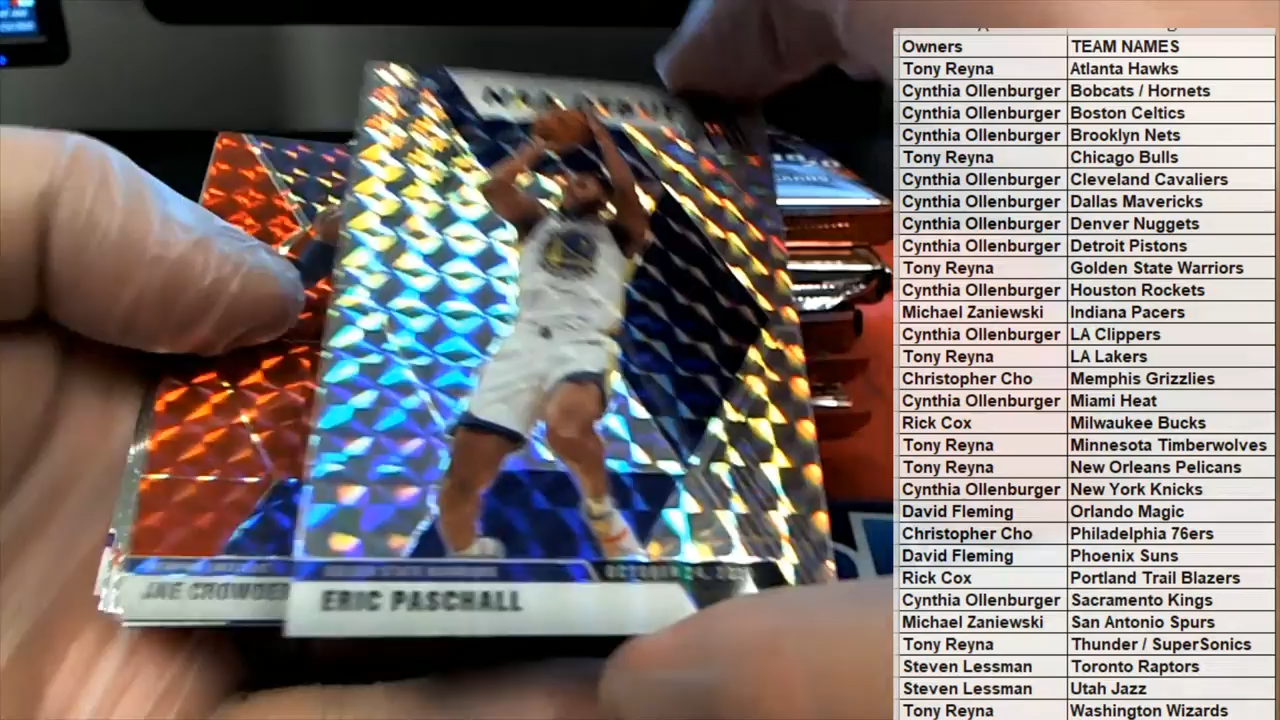 NBA DEBUT
ERIC PASCHALL
JAE CROWDER
OCTOBER 24, 
Owners TEAM NAMES
Tony Reyna Atlanta Hawks
Cynthia Ollenburger Bobcats / Hornets
Cynthia Ollenburger Boston Celtics
Cynthia Ollenburger Brooklyn Nets
Tony Reyna Chicago Bulls
Cynthia Ollenburger Cleveland Cavaliers
Cynthia Ollenburger Dallas Mavericks
Cynthia Ollenburger Denver Nuggets
Cynthia Ollenburger Detroit Pistons
Tony Reyna Golden State Warriors
Cynthia Ollenburger Houston Rockets
Michael Zaniewski Indiana Pacers
Cynthia Ollenburger LA Clippers
Tony Reyna LA Lakers
Christopher Cho Memphis Grizzlies
Cynthia Ollenburger Miami Heat
Rick Cox Milwaukee Bucks
Tony Reyna Minnesota Timberwolves
Tony Reyna New Orleans Pelicans
Cynthia Ollenburger New York Knicks
David Fleming Orlando Magic
Christopher Cho Philadelphia 76ers
David Fleming Phoenix Suns
Rick Cox Portland Trail Blazers
Cynthia Ollenburger Sacramento Kings
Michael Zaniewski San Antonio Spurs
Tony Reyna Thunder / SuperSonics
Steven Lessman Toronto Raptors
Steven Lessman Utah Jazz
Tony Reyna Washington Wizards